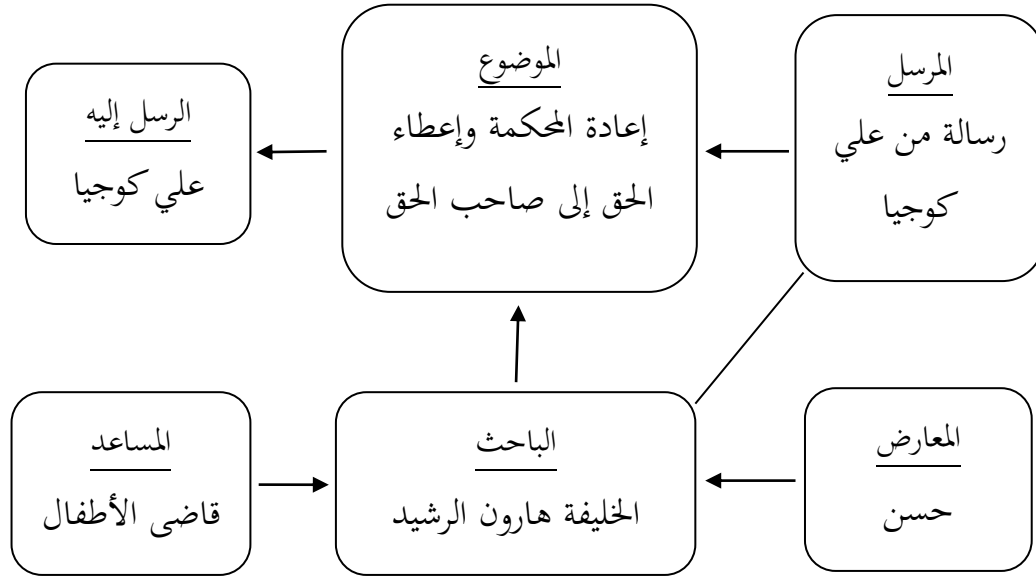 المرسل
رسالة من علي
كوجيا
الموضوع
إعادة المحكمة وإعطاء
الحق إلى صاحب الحق
الرسل إليه
علي كوجيا
المعارض
حسن
الباحث
الخليفة هارون الرشيد
المساعد
قاضى الأطفال